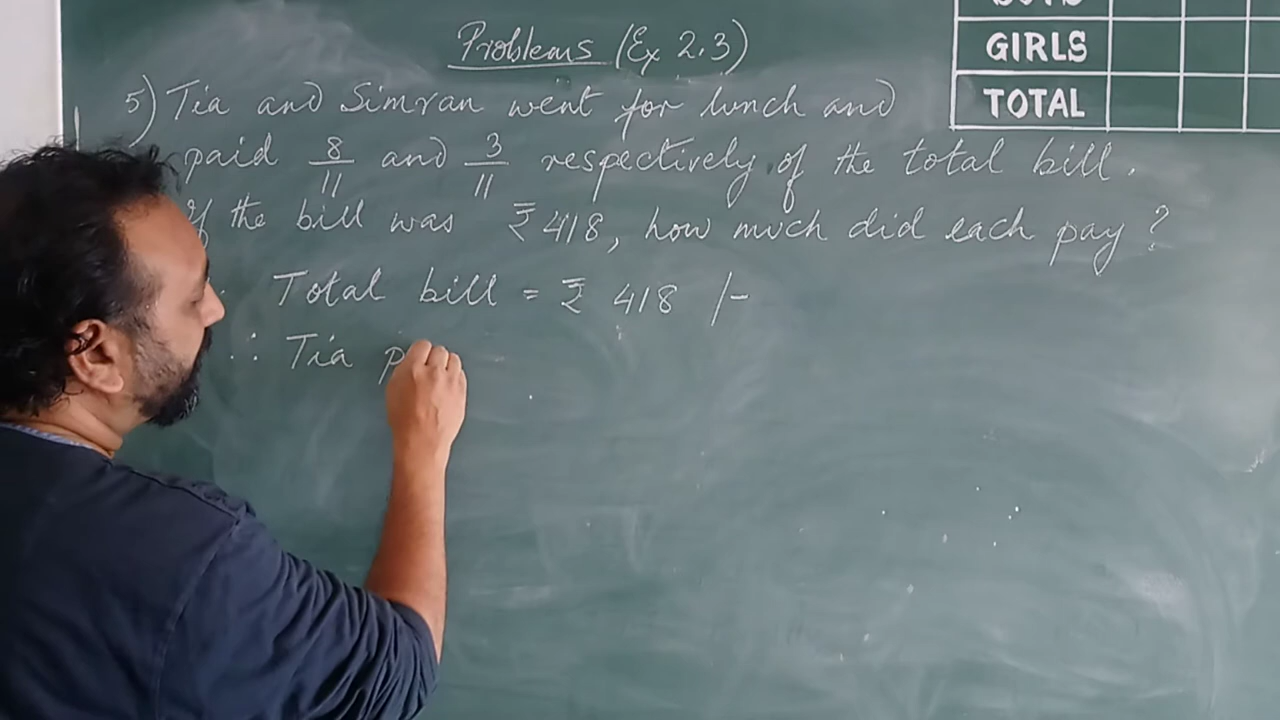 Problems (Ex 2.3)
5) Tia and Simran went for lunch and
paid 8/11 and 3/11 respectively of the total bill.
If the bill was ₹418, how much did each pay?
Total bill = ₹ 418 /-
∴ Tia p
GIRLS
TOTAL